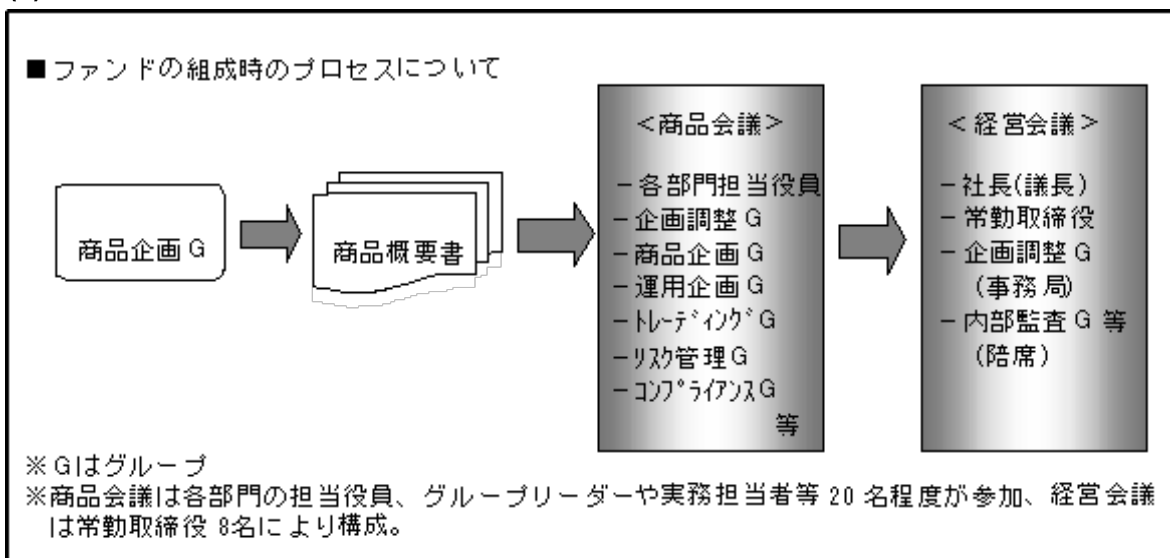 ■ファンドの組成時のプロセスについて
商品企画G
商品概要書
＜商品会議＞
－各部門担当役員
－企画調整G
－商品企画G
－運用企画G
－ﾄﾚｰﾃﾞｨﾝｸﾞG
－ﾘｽｸ管理G
－ｺﾝﾌﾟﾗｲｱﾝｽG
等
＜経営会議＞
－社長(議長)
－常勤取締役
－企画調整G
(事務局)
－内部監査G 等
(陪席)
※Gはグループ
※商品会議は各部門の担当役員、グループリーダーや実務担当者等 20 名程度が参加、経営会議
は常勤取締役 8名により構成。